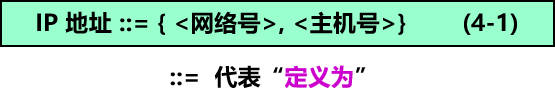 IP 地址 ::= { <网络号>, <主机号>} (4-1)
::= 代表“定义为”